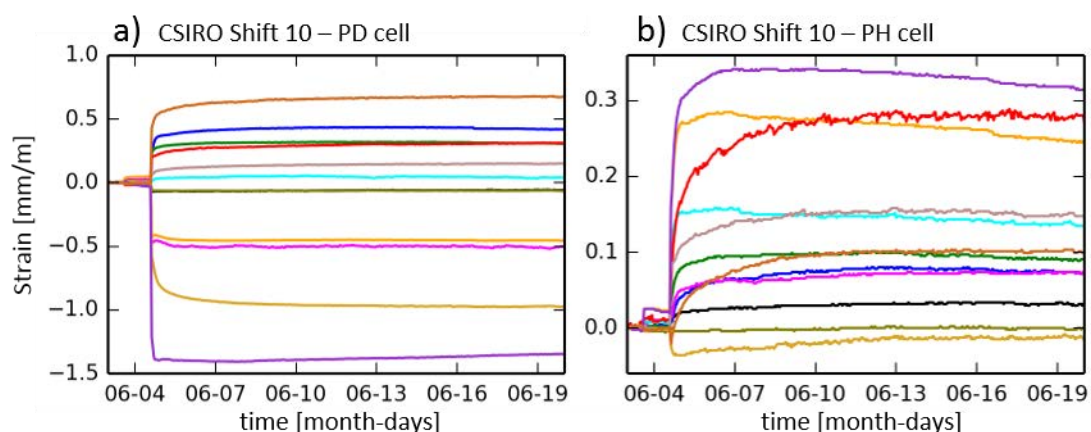 a) CSIRO Shift 10 – PD cell
1.0
0.5
0.0
−0.5
−1.0
−1.5
Strain [mm/m]
06-04 06-07 06-10 06-13 06-16 06-19
time [month-days]
b) CSIRO Shift 10 – PH cell
0.3
0.2
0.1
0.0
06-04 06-07 06-10 06-13 06-16 06-19
time [month-days]